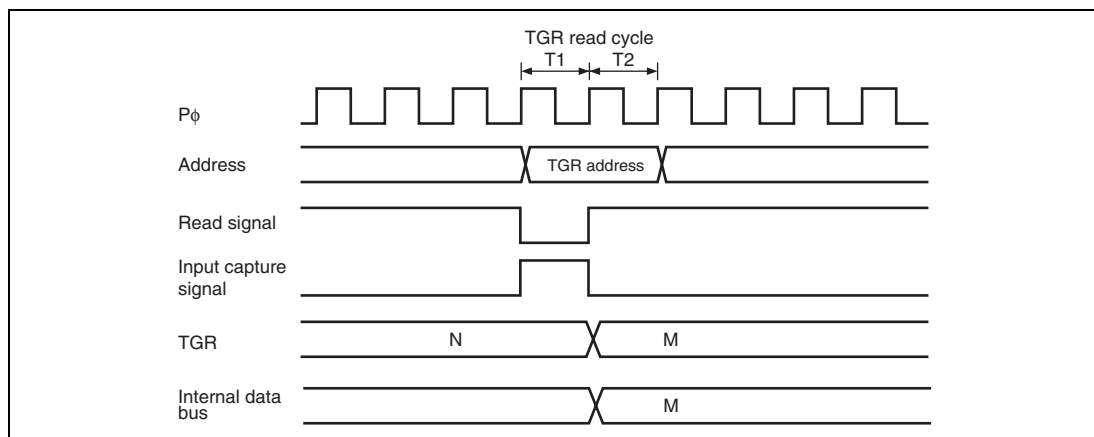 TGR read cycle
T1 T2
Pϕ
Address
TGR address
Read signal
Input capture
signal
TGR
N M
Internal data
bus
M